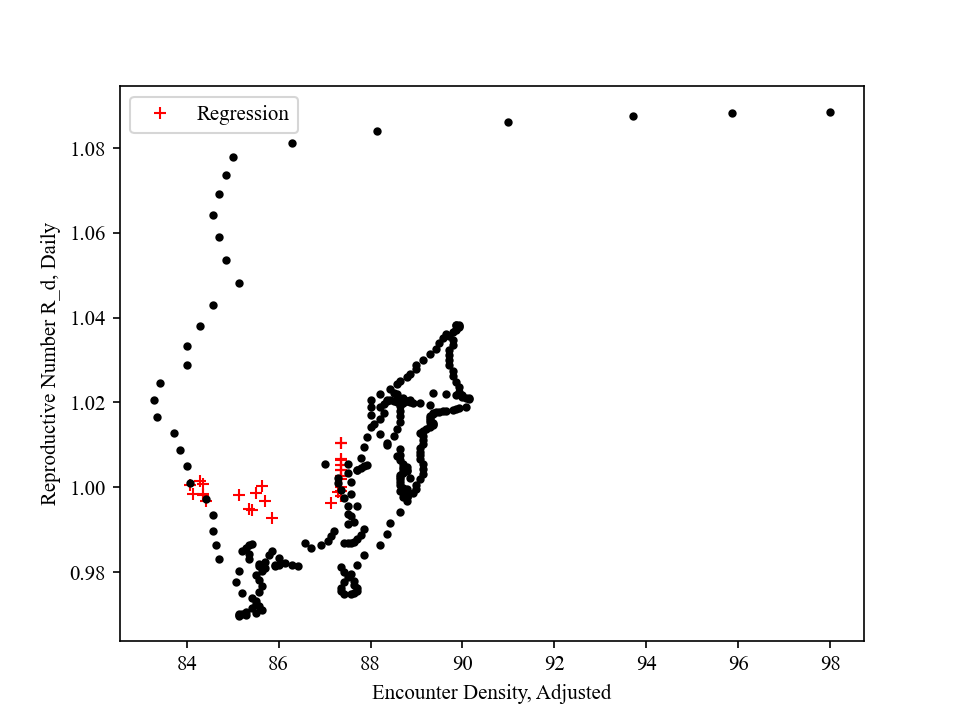 Regression
1.08
1.06
1.04
1.02
1.00
0.98
Reproductive Number R_d, Daily
84 86 88 90 92 94 96 98
Encounter Density, Adjusted